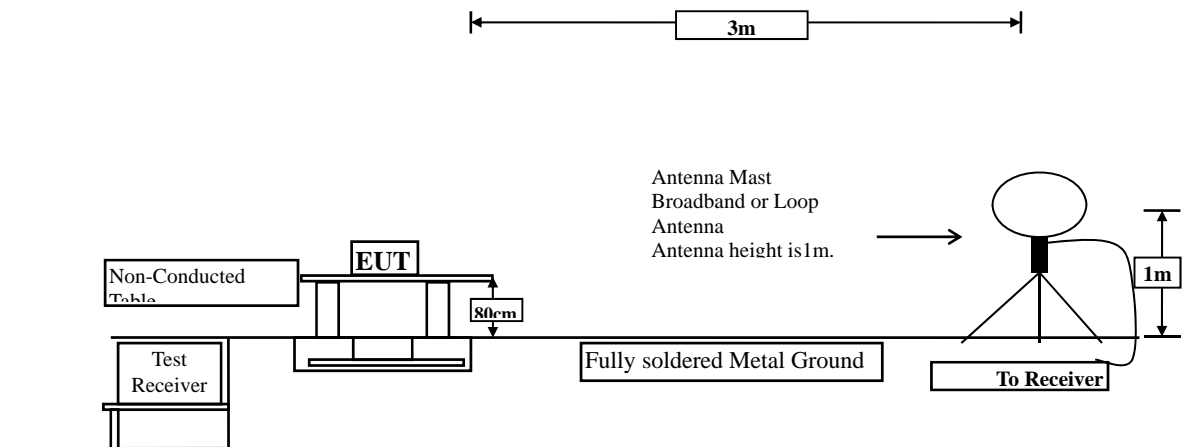 3m
Antenna Mast
Broadband or Loop
Antenna
Antenna height is1m.
EUT
Non-Conducted
Table
80cm
1m
Test
Receiver
Fully soldered Metal Ground
To Receiver